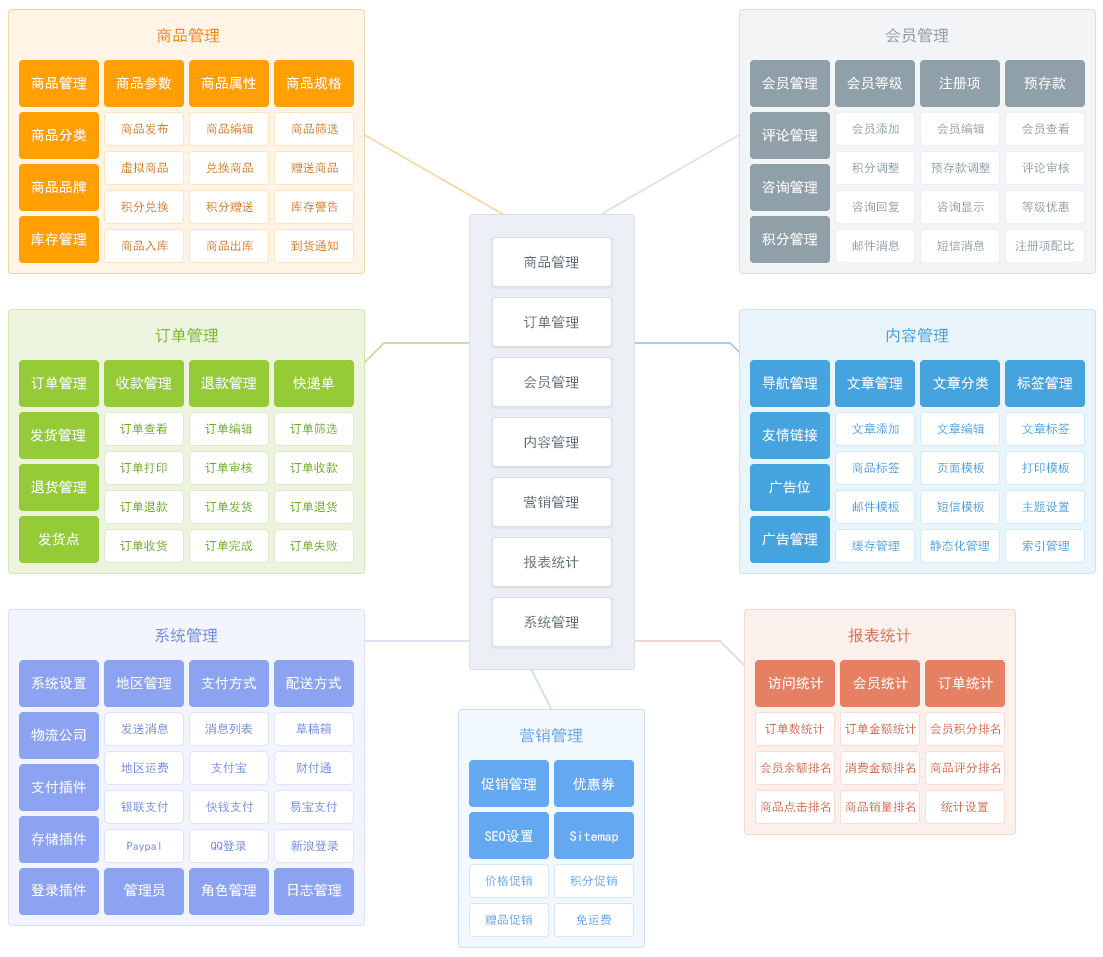 商品管理
商品管理 商品参数 商品属性 商品规格
商品分类
商品品牌
库存管理
商品发布 商品编辑 商品筛选
虚拟商品 兑换商品 赠送商品
积分兑换 积分赠送 库存警告
商品入库 商品出库 到货通知
会员管理
会员管理 会员等级 注册项 预存款
评论管理
咨询管理
积分管理
会员添加 会员编辑 会员查看
积分调整 预存款调整 评论审核
咨询回复 咨询显示 等级优惠
邮件消息 短信消息 注册项配比
商品管理
订单管理
会员管理
内容管理
营销管理
报表统计
系统管理
订单管理
订单管理 收款管理 退款管理 快递单
发货管理
退货管理
发货点
订单查看 订单编辑 订单筛选
订单打印 订单审核 订单收款
订单退款 订单发货 订单退货
订单收货 订单完成 订单失败
内容管理
导航管理 文章管理 文章分类 标签管理
友情链接
广告位
广告管理
文章添加 文章编辑 文章标签
商品标签 页面模板 打印模板
邮件模板 短信模板 主题设置
缓存管理 静态化管理 索引管理
系统管理
系统设置 地区管理 支付方式 配送方式
物流公司
支付插件
存储插件
发送消息 消息列表 草稿箱
地区运费 支付宝 财付通
银联支付 快钱支付 易宝支付
Paypal QQ登录 新浪登录
登录插件 管理员 角色管理 日志管理
营销管理
促销管理 优惠券
SEO设置 Sitemap
价格促销 积分促销
赠品促销 免运费
报表统计
访问统计 会员统计 订单统计
订单数统计 订单金额统计 会员积分排名
会员余额排名 消费金额排名 商品评分排名
商品点击排名 商品销量排名 统计设置